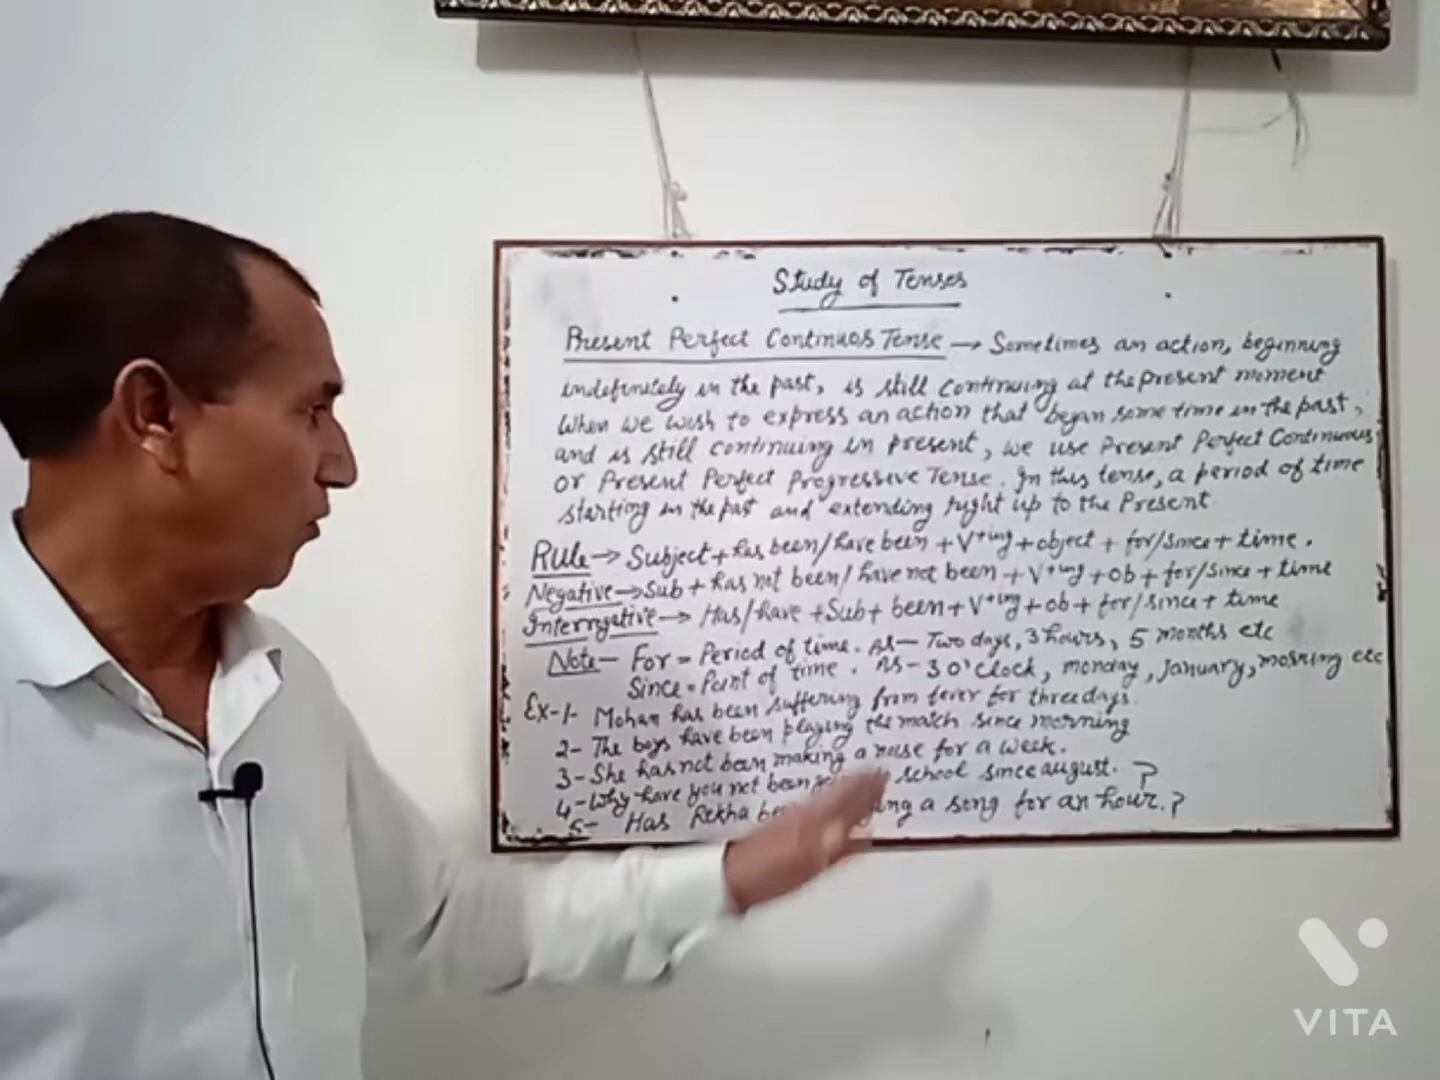 Study of Tenses
Present Perfect Continuos Tense → Sometimes an action, beginning
indefinitely in the past, is still continuing at the present moment
When we wish to express an action that began some time in the past,
and is still continuing in present, we use Present Perfect Continuous
or Present Perfect Progressive Tense. In this tense, a period of time
starting in the past and extending right up to the Present.
Rule → Subject + has been/have been + V+ing + object + for/since + time.
Negative → Sub + has not been/ have not been + V+ing + ob + for/since + time
Interrogative → Has/have + Sub + been + V+ing + ob + for/since + time
Note - For = Period of time. As - Two days, 3 hours, 5 months etc
Since = Point of time. As - 3 O'clock, monday, January, morning etc
Ex-1- Mohan has been suffering from fever for three days.
2- The boys have been playing the match since morning
3- She has not been making a noise for a week.
4- Why have you not been school since august. ?
5- Has Rekha a song for an hour. ?
VITA